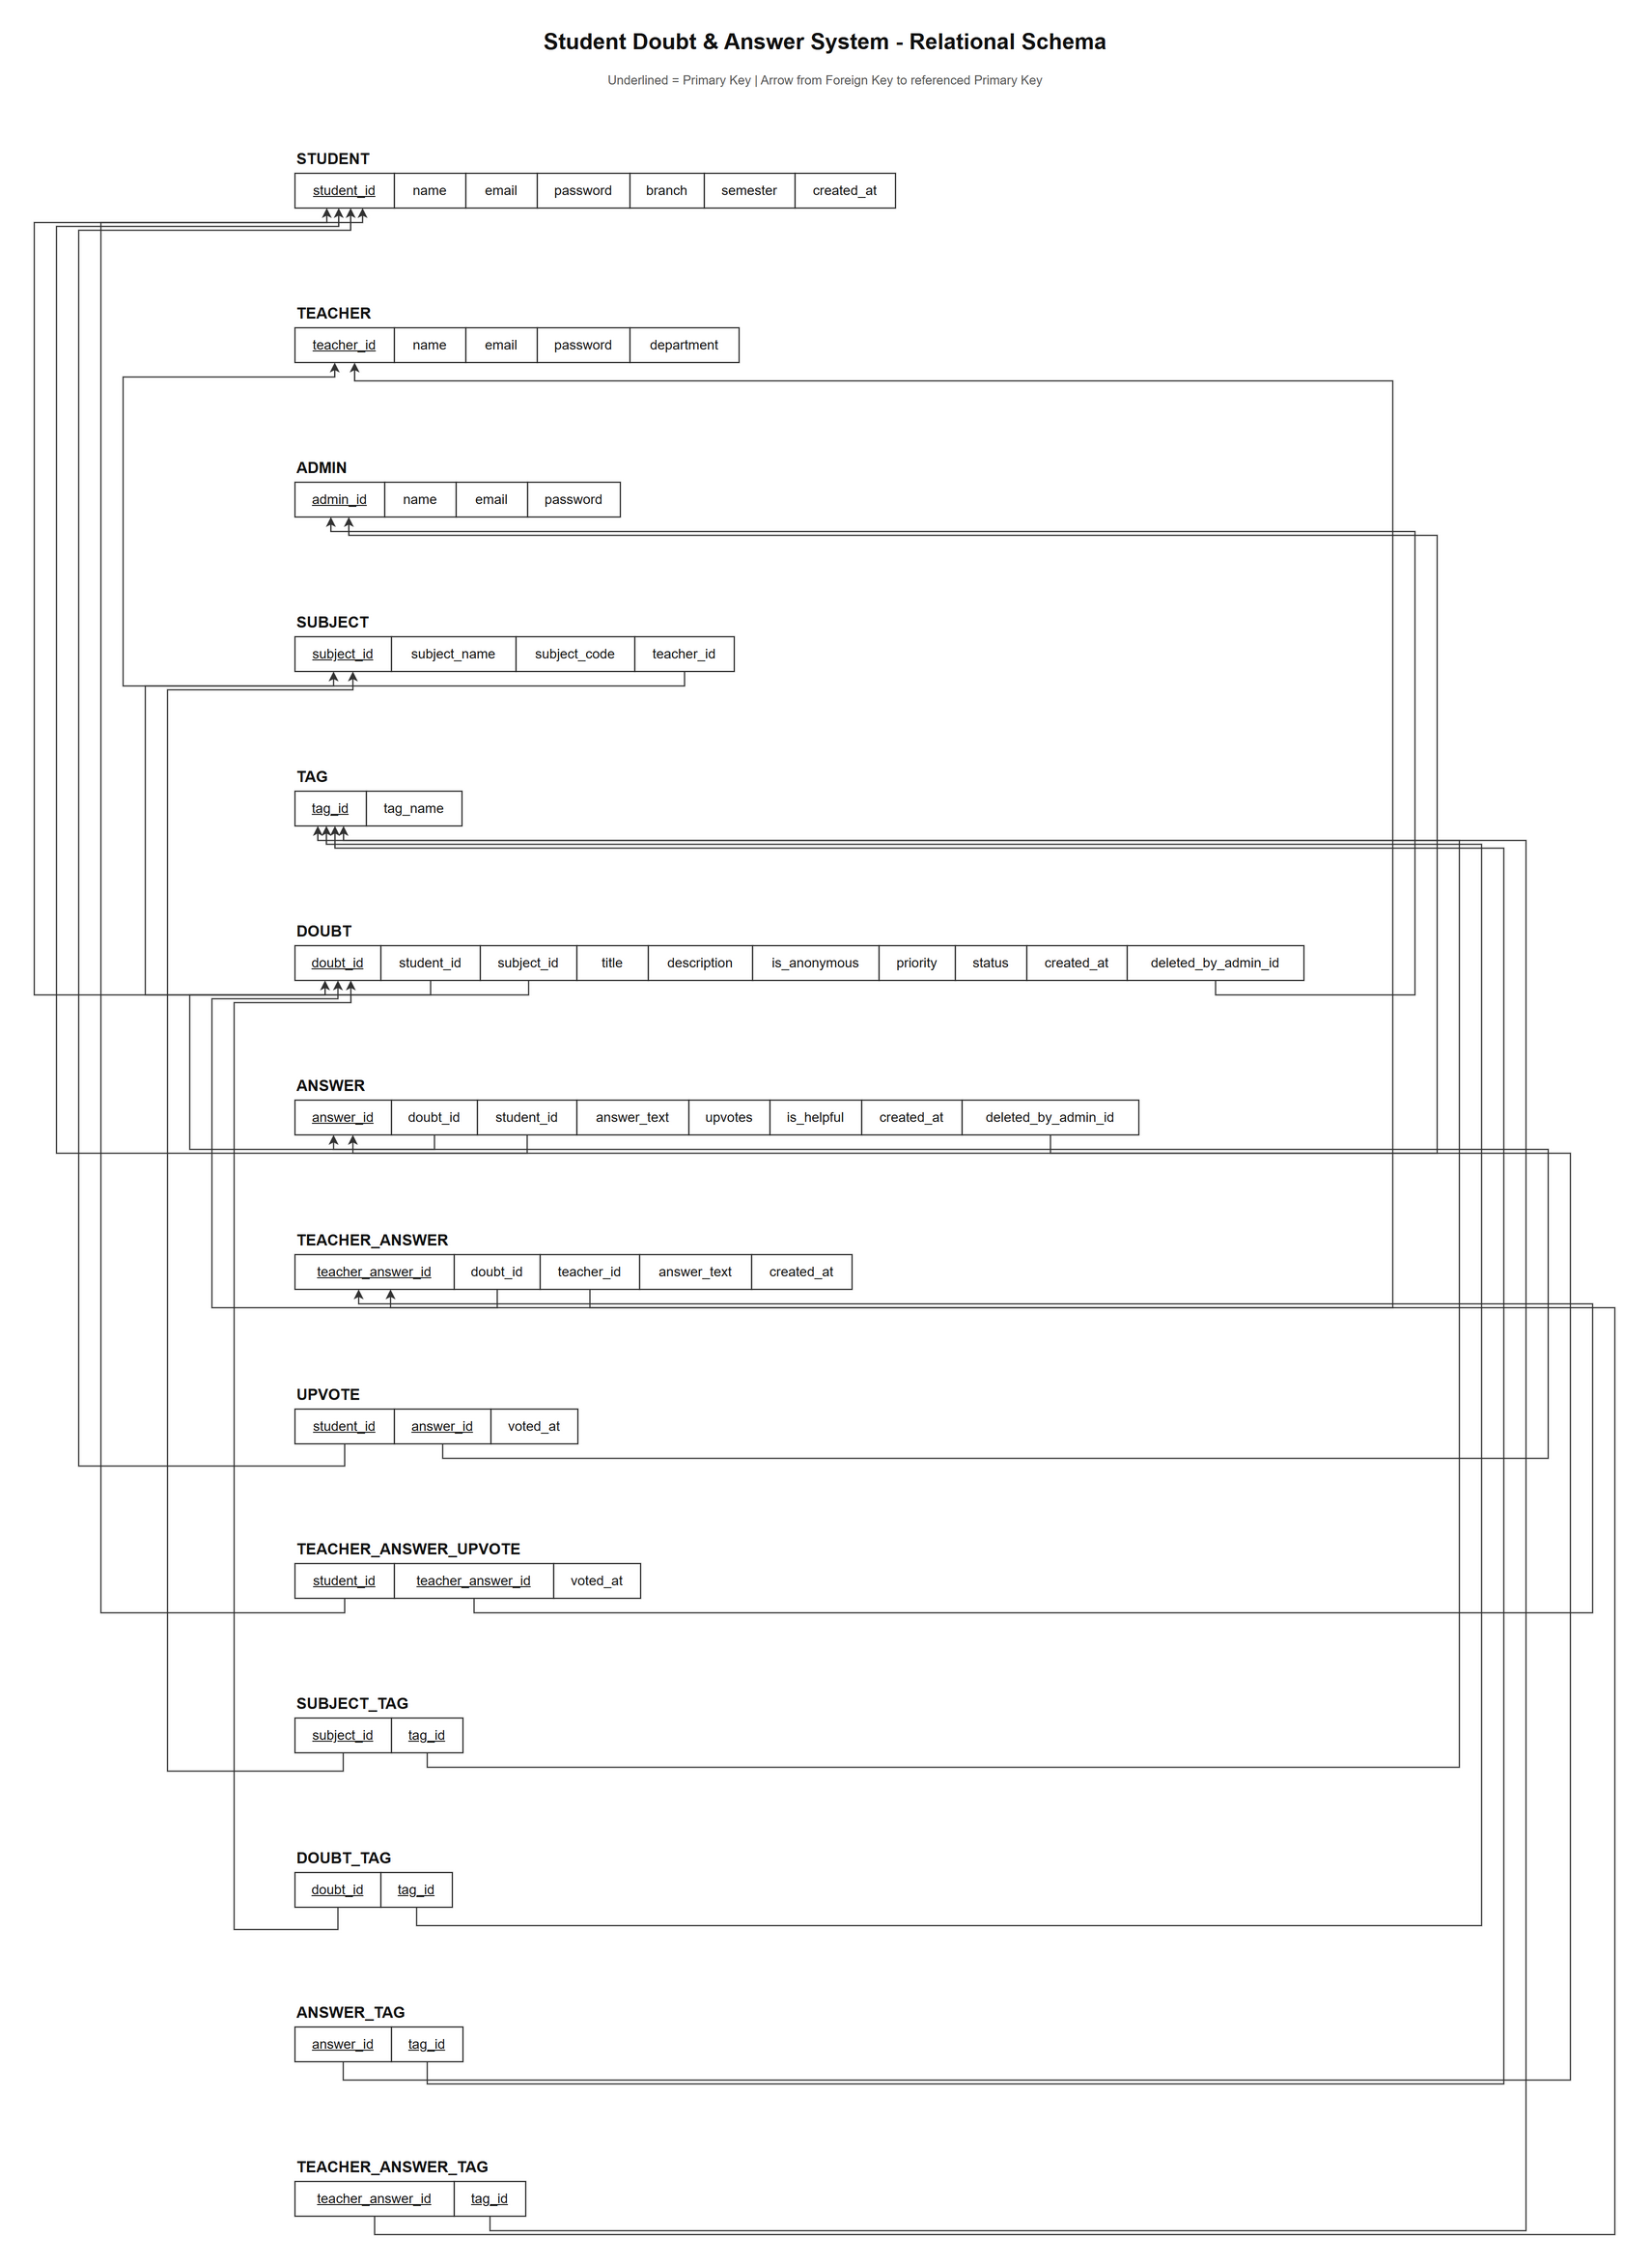 Student Doubt & Answer System - Relational Schema
Underlined = Primary Key | Arrow from Foreign Key to referenced Primary Key
STUDENT
student_id name email password branch semester created_at
TEACHER
teacher_id name email password department
ADMIN
admin_id name email password
SUBJECT
subject_id subject_name subject_code teacher_id
TAG
tag_id tag_name
DOUBT
doubt_id student_id subject_id title description is_anonymous priority status created_at deleted_by_admin_id
ANSWER
answer_id doubt_id student_id answer_text upvotes is_helpful created_at deleted_by_admin_id
TEACHER_ANSWER
teacher_answer_id doubt_id teacher_id answer_text created_at
UPVOTE
student_id answer_id voted_at
TEACHER_ANSWER_UPVOTE
student_id teacher_answer_id voted_at
SUBJECT_TAG
subject_id tag_id
DOUBT_TAG
doubt_id tag_id
ANSWER_TAG
answer_id tag_id
TEACHER_ANSWER_TAG
teacher_answer_id tag_id